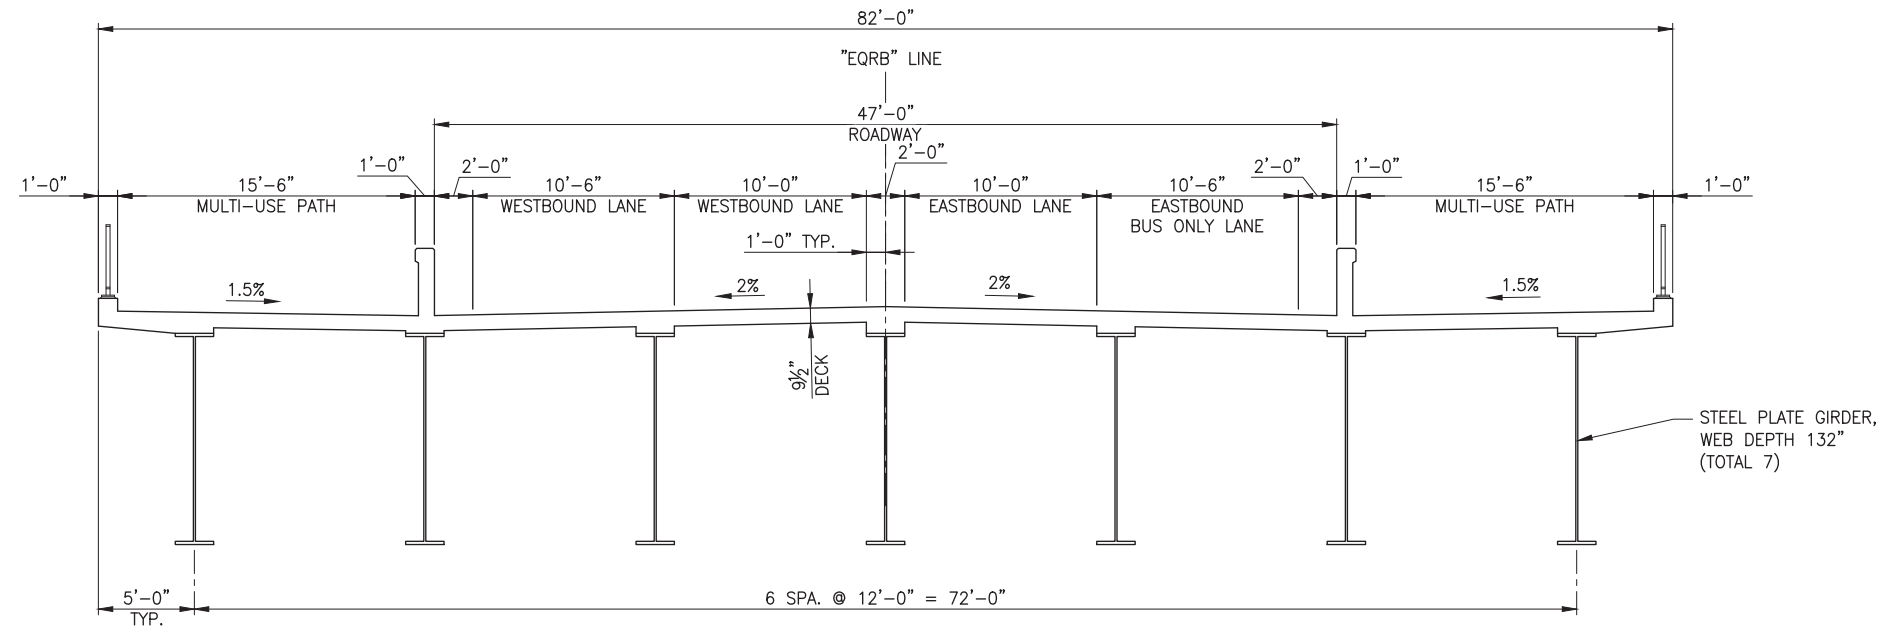 82'-0"
"EQRB" LINE
47'-0"
ROADWAY
1'-0"
2'-0"
2'-0"
2'-0"
1'-0"
1'-0"
15'-6"
10'-6"
10'-0"
10'-0"
10'-6"
15'-6"
1'-0"
MULTI-USE PATH
WESTBOUND LANE
WESTBOUND LANE
EASTBOUND LANE
EASTBOUND
BUS ONLY LANE
MULTI-USE PATH
1'-0" TYP.
1.5%
2%
2%
1.5%
9½"
DECK
STEEL PLATE GIRDER,
WEB DEPTH 132"
(TOTAL 7)
5'-0"
TYP.
6 SPA. @ 12'-0" = 72'-0"